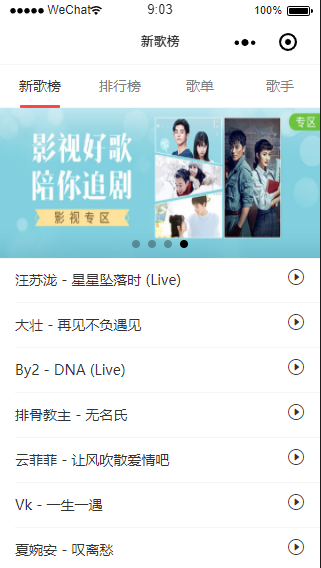 WeChat 9:03 100%
新歌榜
新歌榜 排行榜 歌单 歌手
专区
影视好歌
陪你追剧
影视专区
汪苏泷 - 星星坠落时 (Live)
大壮 - 再见不负遇见
By2 - DNA (Live)
排骨教主 - 无名氏
云菲菲 - 让风吹散爱情吧
Vk - 一生一遇
夏婉安 - 叹离愁